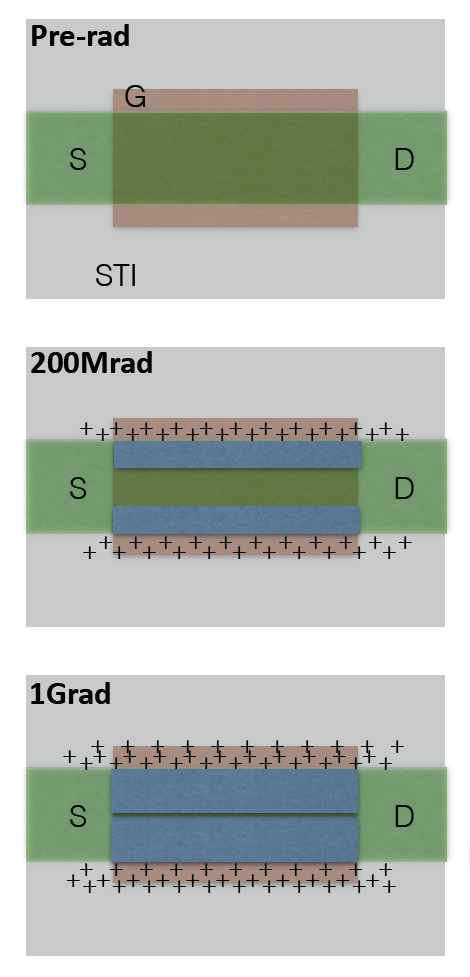 Pre-rad
G
S D
STI
200Mrad
+ + + + + + + + + + + + + + + + + + + + + +
S D
+ + + + + + + + + + + + + + + + + + + + + +
1Grad
+ + + + + + + + + + + + + + + + + + + + + + + + + + + + + + + +
S D
+ + + + + + + + + + + + + + + + + + + + + + + + + + + + + + + +